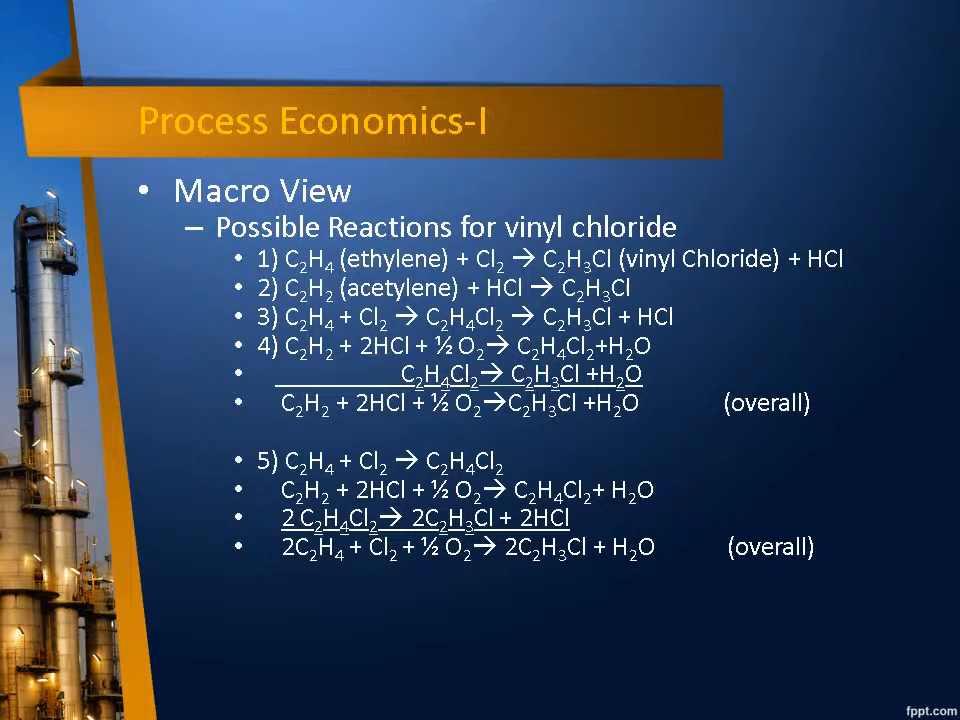 Process Economics-I
• Macro View
– Possible Reactions for vinyl chloride
• 1) C₂H₄ (ethylene) + Cl₂ → C₂H₃Cl (vinyl Chloride) + HCl
• 2) C₂H₂ (acetylene) + HCl → C₂H₃Cl
• 3) C₂H₄ + Cl₂ → C₂H₄Cl₂ → C₂H₃Cl + HCl
• 4) C₂H₂ + 2HCl + ½ O₂→ C₂H₄Cl₂+H₂O
• C₂H₄Cl₂→ C₂H₃Cl +H₂O
• C₂H₂ + 2HCl + ½ O₂→C₂H₃Cl +H₂O (overall)
• 5) C₂H₄ + Cl₂ → C₂H₄Cl₂
• C₂H₂ + 2HCl + ½ O₂→ C₂H₄Cl₂+ H₂O
• 2 C₂H₄Cl₂→ 2C₂H₃Cl + 2HCl
• 2C₂H₄ + Cl₂ + ½ O₂→ 2C₂H₃Cl + H₂O (overall)
fppt.com